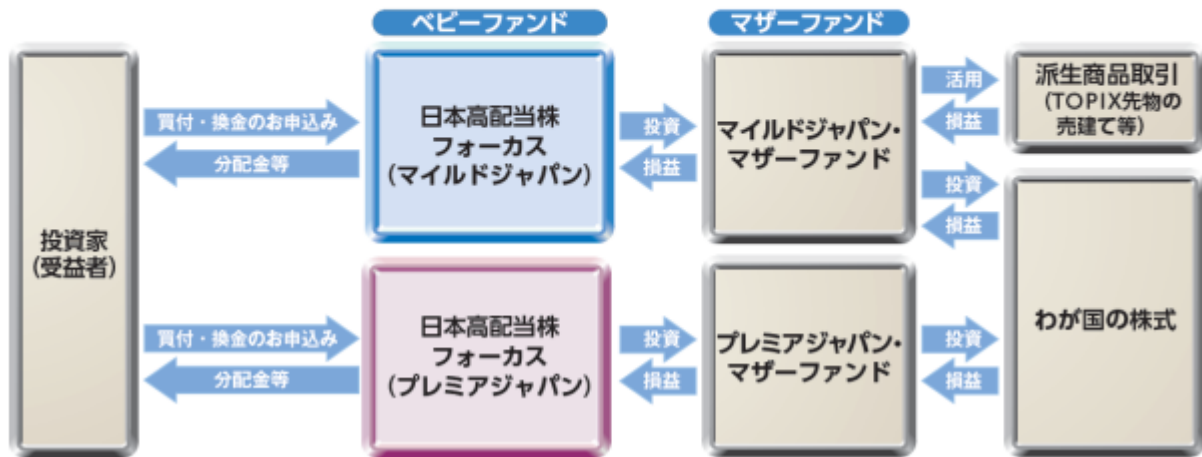 ベビーファンド
マザーファンド
投資家
(受益者)
買付・換金のお申込み
分配金等
日本高配当株
フォーカス
(マイルドジャパン)
投資
損益
マイルドジャパン・
マザーファンド
活用
損益
派生商品取引
(TOPIX先物の
売建て等)
投資
損益
買付・換金のお申込み
分配金等
日本高配当株
フォーカス
(プレミアジャパン)
投資
損益
プレミアジャパン・
マザーファンド
投資
損益
わが国の株式